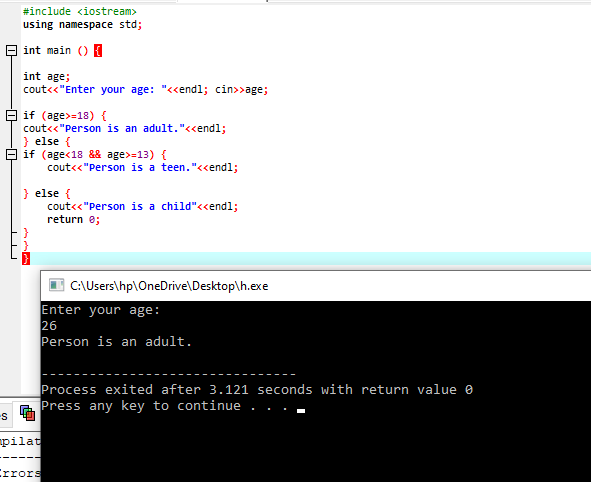 #include <iostream>
using namespace std;
int main () {
int age;
cout<<"Enter your age: "<<endl; cin>>age;
if (age>=18) {
cout<<"Person is an adult."<<endl;
} else {
if (age<18 && age>=13) {
cout<<"Person is a teen."<<endl;
} else {
cout<<"Person is a child"<<endl;
return 0;
}
}
}
C:\Users\hp\OneDrive\Desktop\h.exe
Enter your age:
26
Person is an adult.
--------------------------------
Process exited after 3.121 seconds with return value 0
Press any key to continue . . .